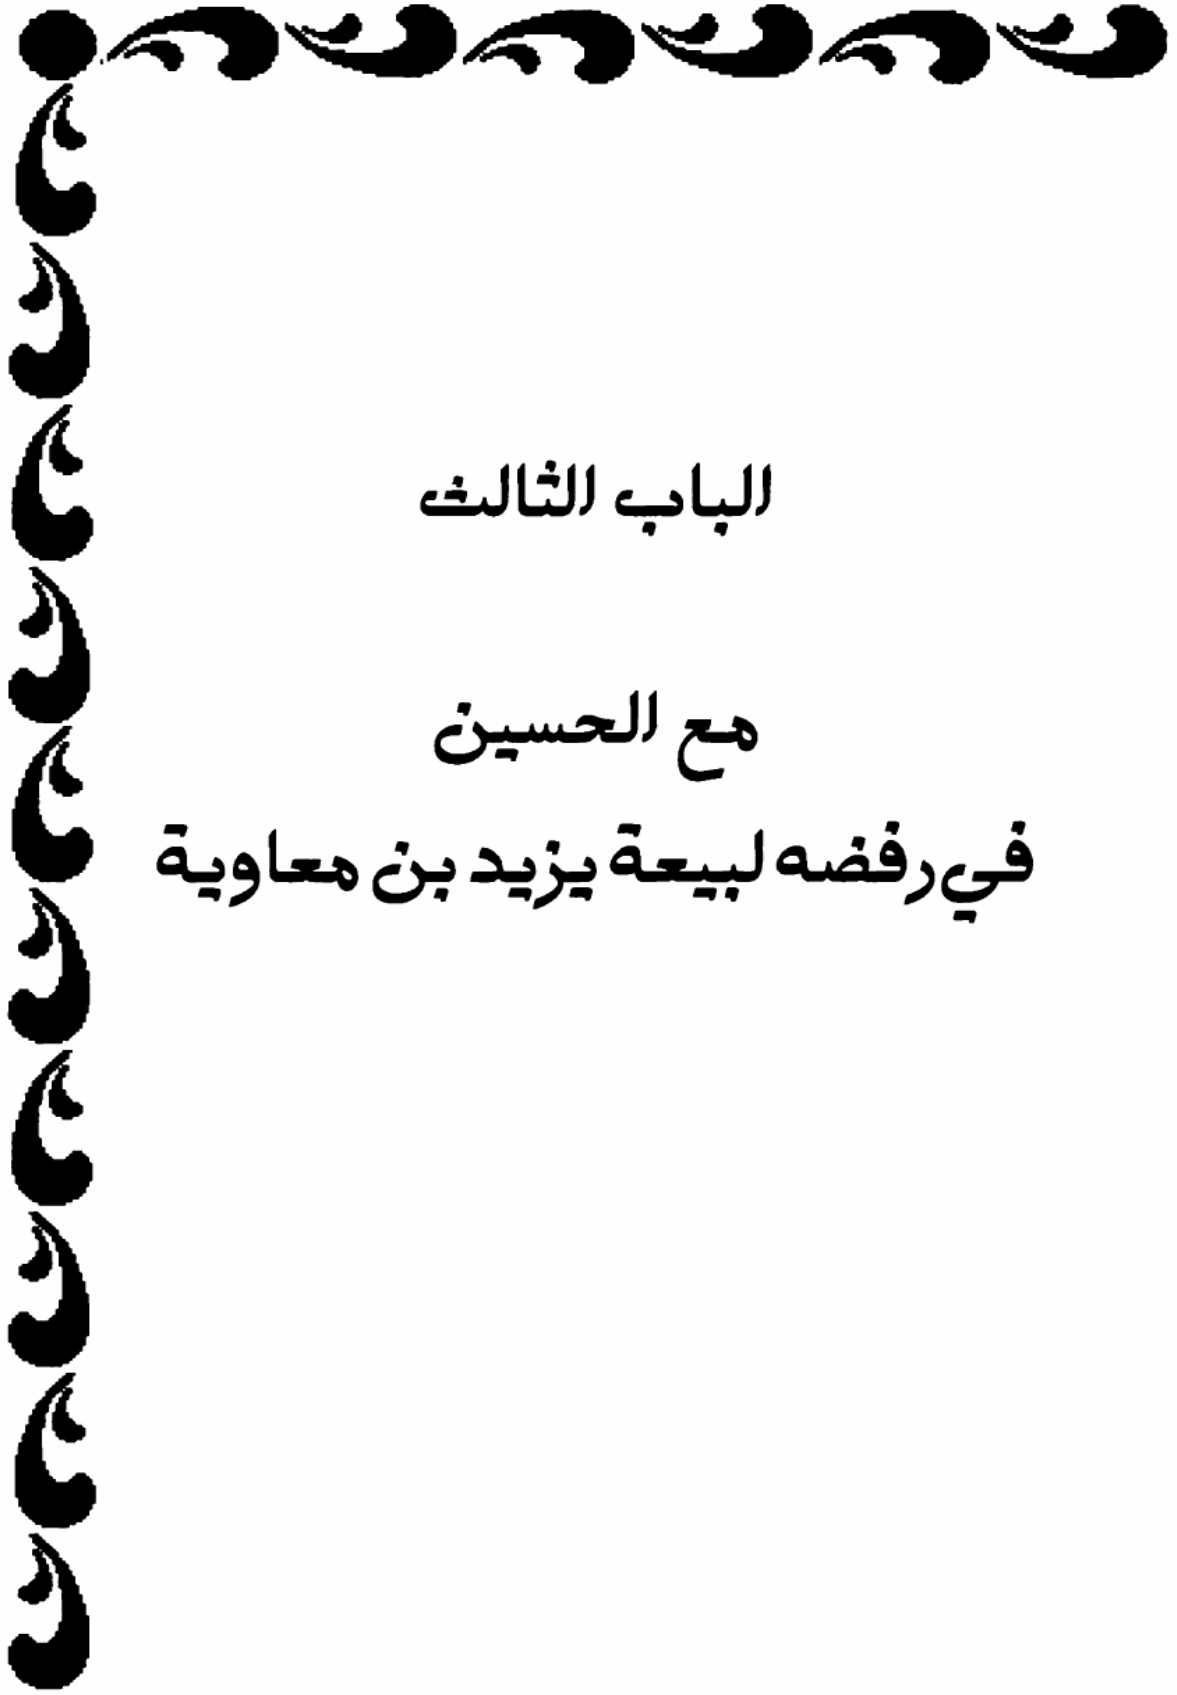 الباب الثالث
مع الحسين
في رفضه لبيعة يزيد بن معاوية